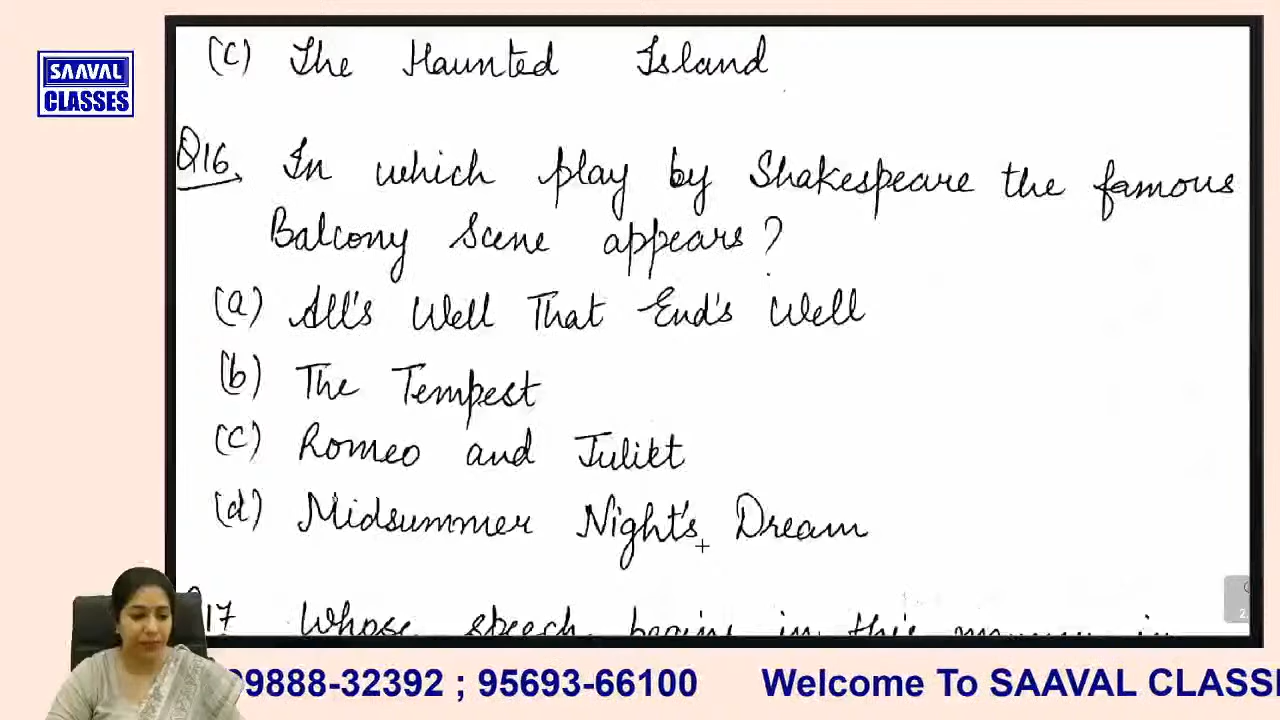 (C) The Haunted Island
SAAVAL
CLASSES
Q16. In which play by Shakespeare the famous
Balcony Scene appears?
(a) All's Well That End's Well
(b) The Tempest
(C) Romeo and Juliet
(d) Midsummer Night's Dream
17 Whose speech begins in this
99888-32392 ; 95693-66100 Welcome To SAAVAL CLASS